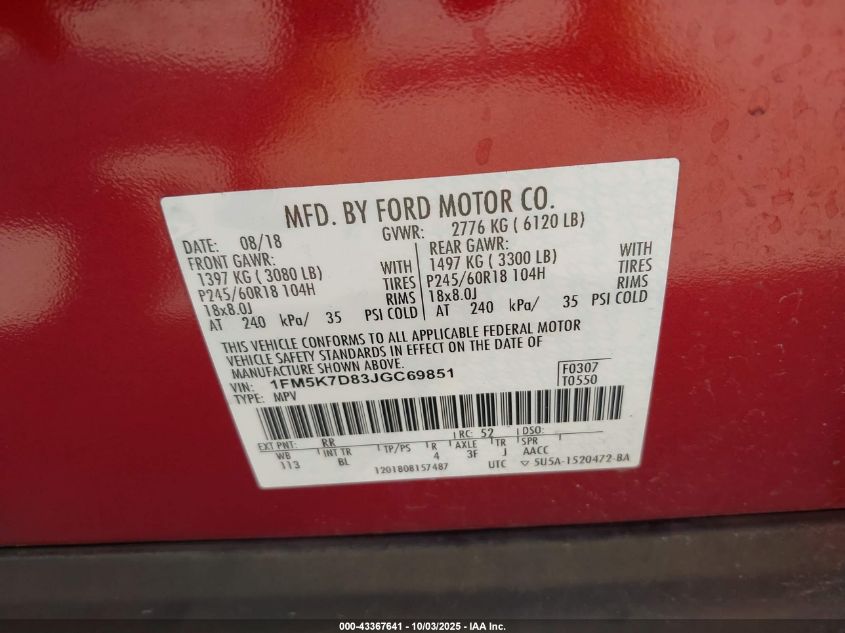 MFD. BY FORD MOTOR CO.
DATE: 08/18 GVWR: 2776 KG ( 6120 LB)
FRONT GAWR: REAR GAWR:
1397 KG ( 3080 LB) WITH 1497 KG ( 3300 LB) WITH
P245/60R18 104H TIRES P245/60R18 104H TIRES
18x8.0J RIMS 18x8.0J RIMS
AT 240 kPa/ 35 PSI COLD AT 240 kPa/ 35 PSI COLD
THIS VEHICLE CONFORMS TO ALL APPLICABLE FEDERAL MOTOR
VEHICLE SAFETY STANDARDS IN EFFECT ON THE DATE OF
MANUFACTURE SHOWN ABOVE.
VIN: 1FM5K7D83JGC69851 F0307
TYPE: MPV T0550
EXT PNT: RR RC: 52 DSO:
WB INT TR TP/PS R AXLE TR SPR
113 BL 4 3F J AACC
1201808157487 UTC ▽ 5U5A-1520472-BA
000-43367641 - 10/03/2025 - IAA Inc.